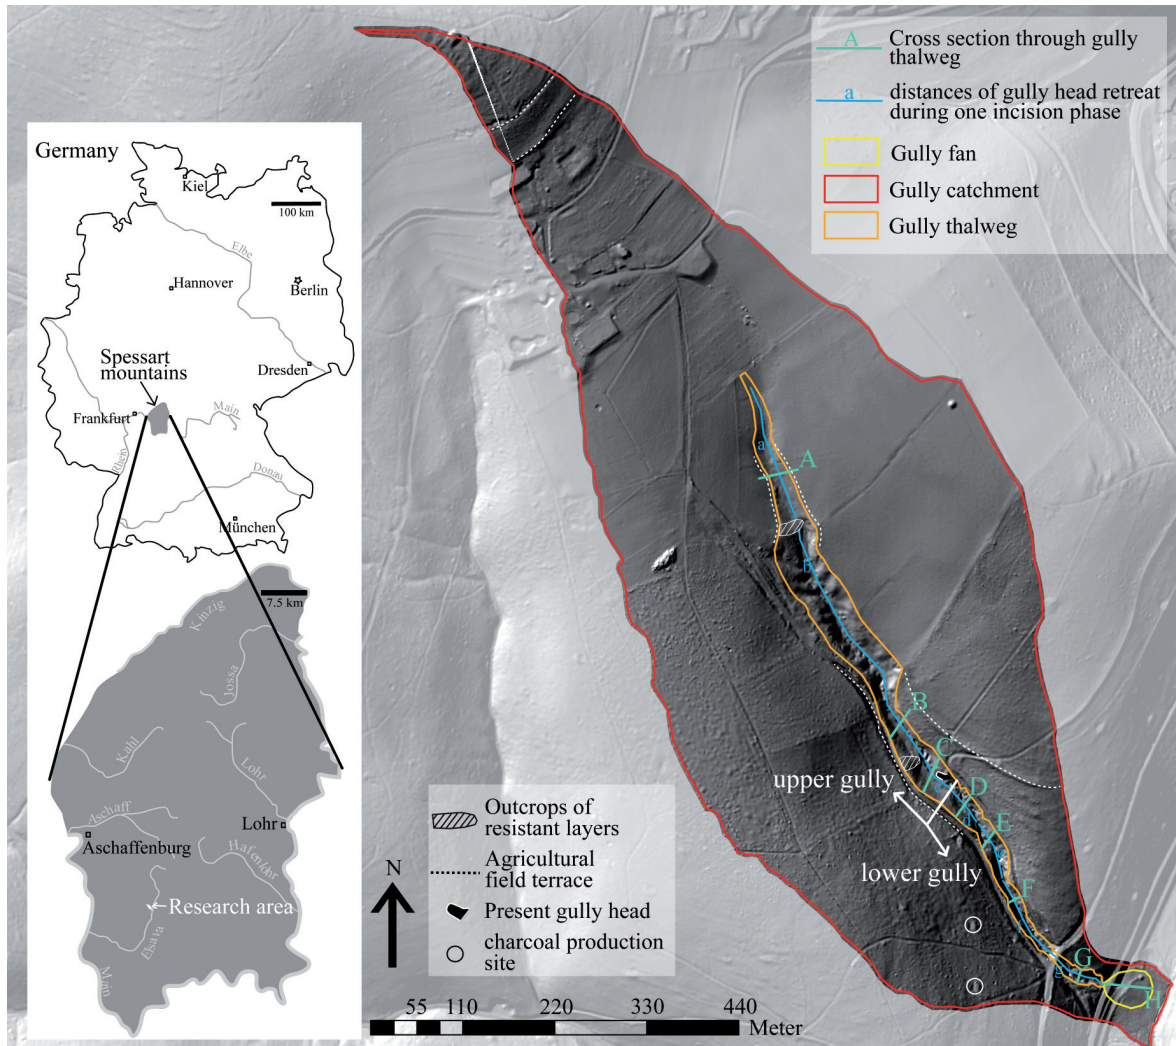 A
Cross section through gully
thalweg
a
distances of gully head retreat
during one incision phase
Gully fan
Gully catchment
Gully thalweg
Germany
Kiel
100 km
Elbe
Hannover
Berlin
Spessart
mountains
Dresden
Frankfurt
Main
Rhein
Donau
München
7.5 km
Kinzig
Jossa
Kahl
Lohr
Aschaff
Lohr
Aschaffenburg
Hafenlohr
Research area
Elsava
Main
a
A
b
B
C
upper gully
D
d
E
lower gully
F
G
g
H
Outcrops of
resistant layers
Agricultural
field terrace
Present gully head
charcoal production
site
N
55 110 220 330 440
Meter